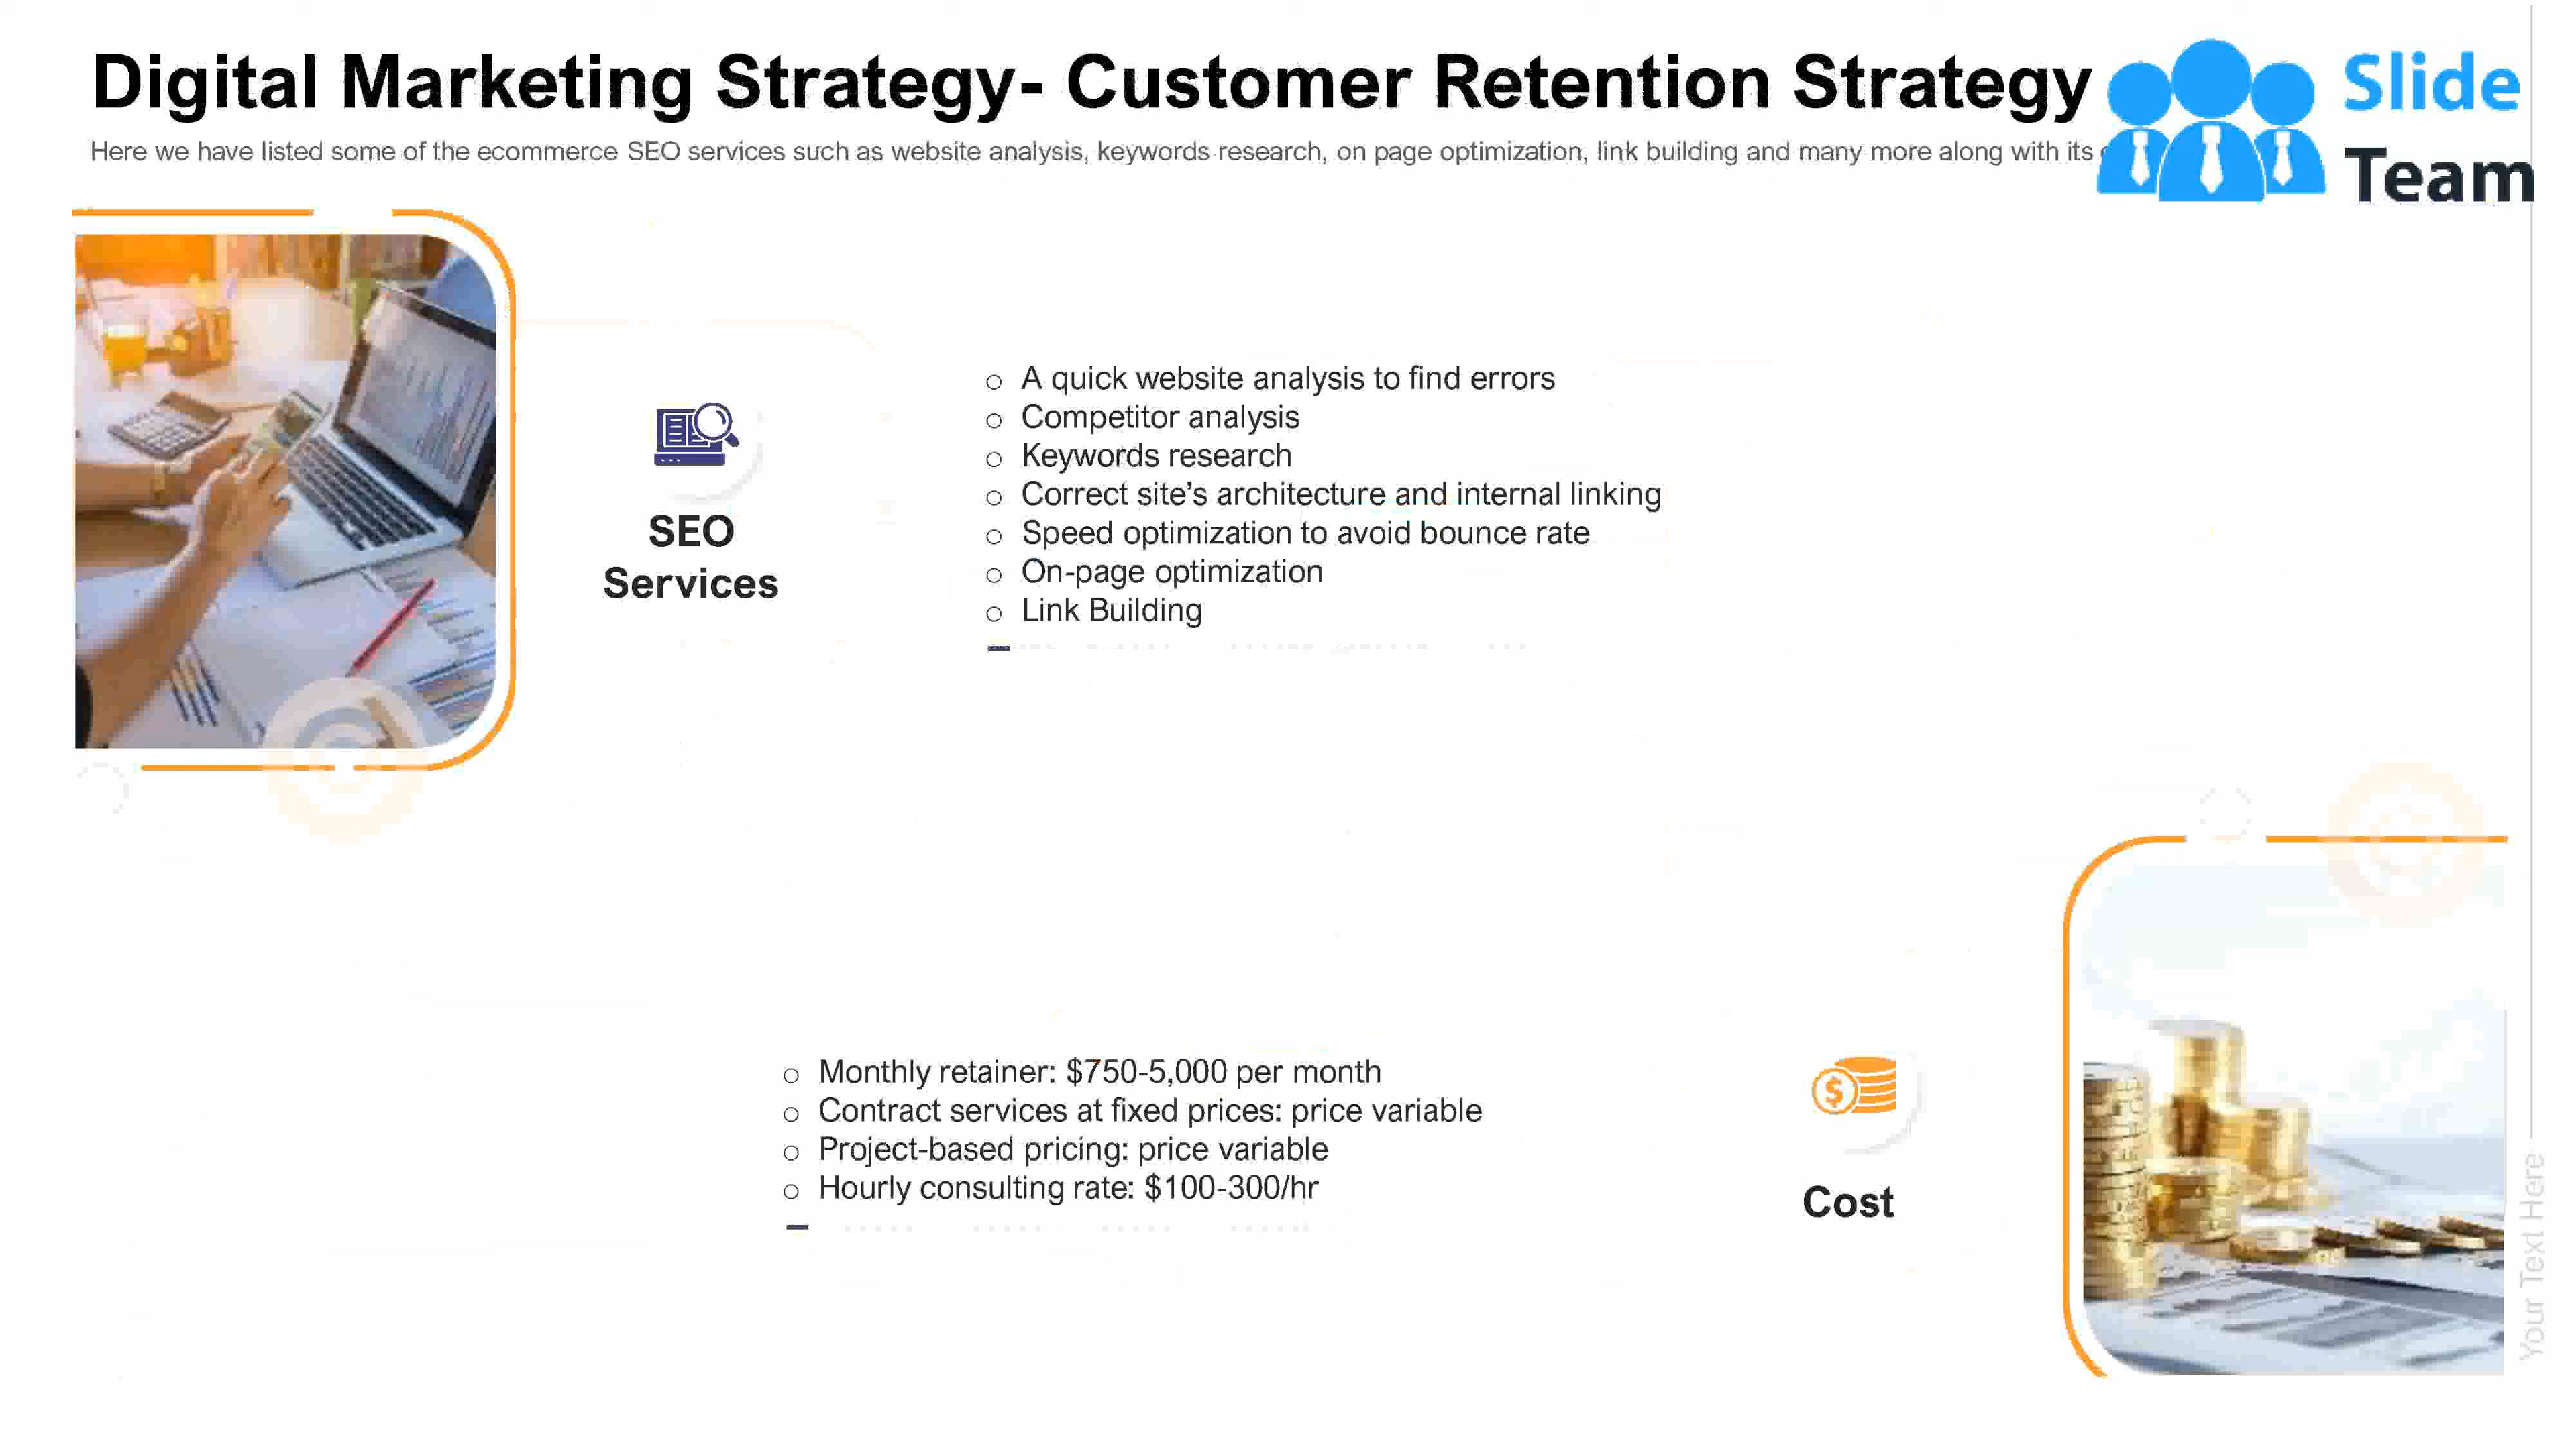 Digital Marketing Strategy- Customer Retention Strategy
Here we have listed some of the ecommerce SEO services such as website analysis, keywords research, on page optimization, link building and many more along with its
Slide
Team
SEO
Services
○ A quick website analysis to find errors
○ Competitor analysis
○ Keywords research
○ Correct site’s architecture and internal linking
○ Speed optimization to avoid bounce rate
○ On-page optimization
○ Link Building
○ Monthly retainer: $750-5,000 per month
○ Contract services at fixed prices: price variable
○ Project-based pricing: price variable
○ Hourly consulting rate: $100-300/hr
Cost
Your Text Here